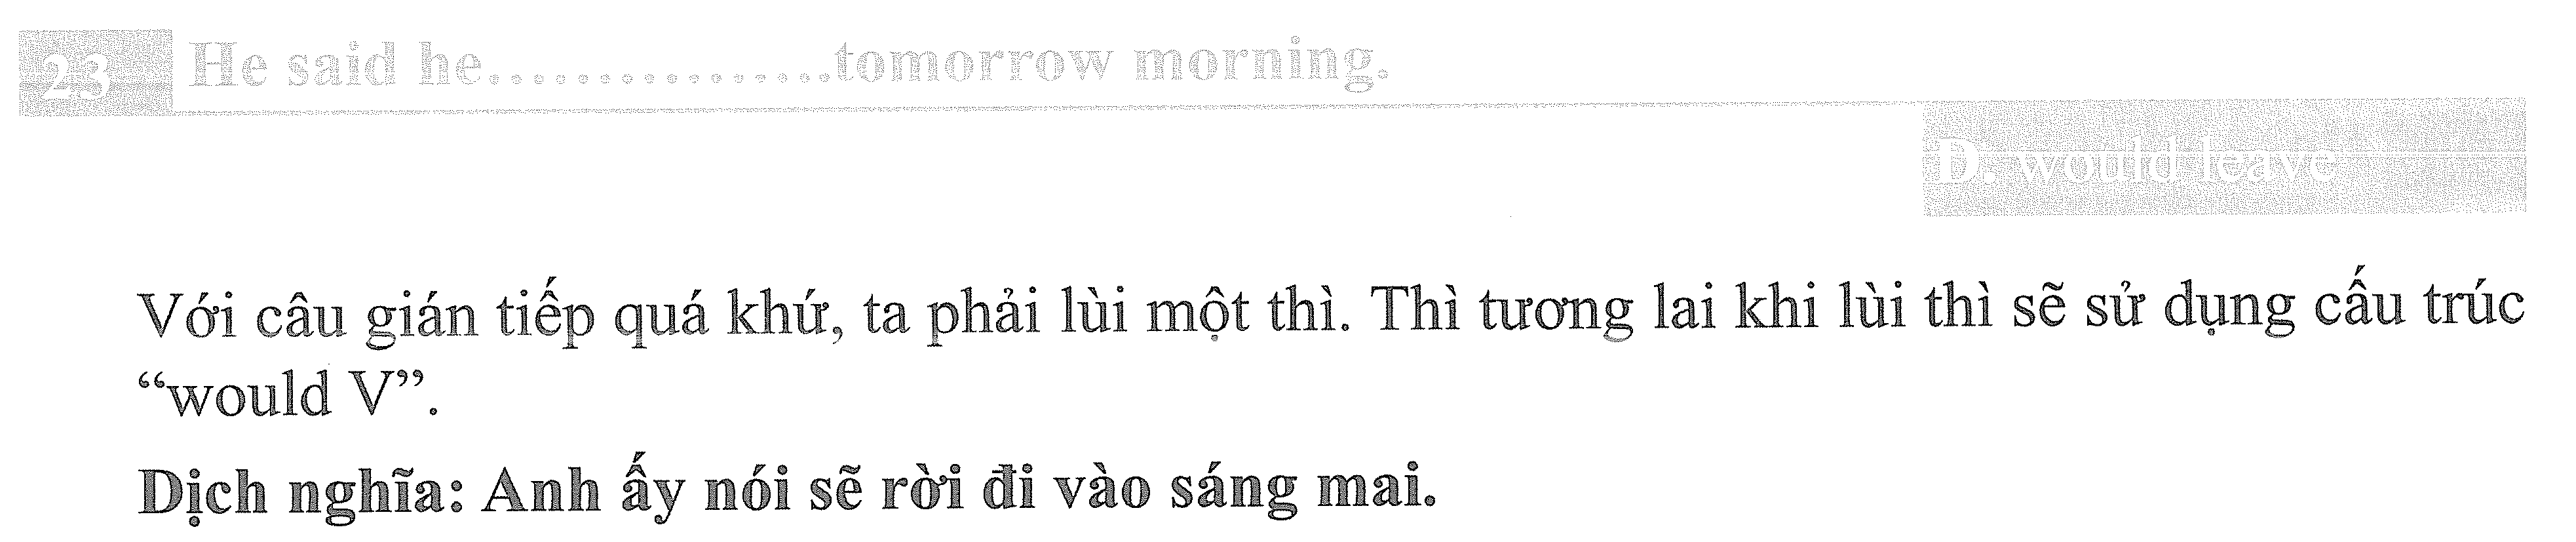 23 He said he................tomorrow morning.
D. would leave
Với câu gián tiếp quá khứ, ta phải lùi một thì. Thì tương lai khi lùi thì sẽ sử dụng cấu trúc
“would V”.
Dịch nghĩa: Anh ấy nói sẽ rời đi vào sáng mai.